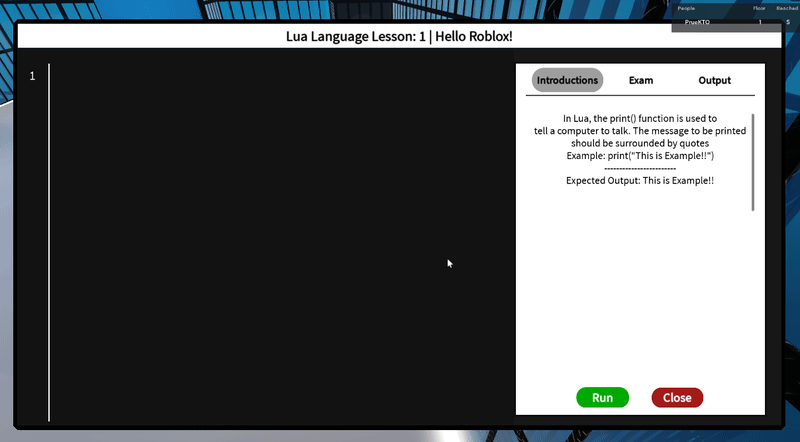 People Floor Reached
PrueKTO 1 5
Lua Language Lesson: 1 | Hello Roblox!
1
Introductions Exam Output
In Lua, the print() function is used to
tell a computer to talk. The message to be printed
should be surrounded by quotes
Example: print("This is Example!!")
------------------------
Expected Output: This is Example!!
Run Close